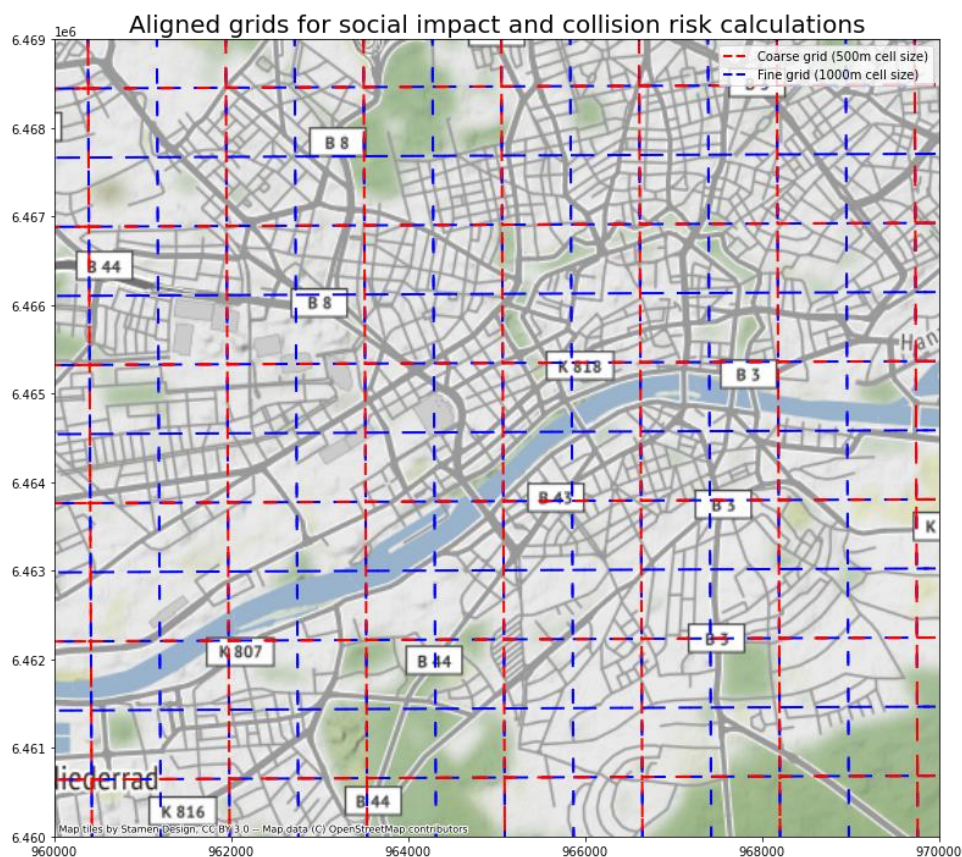 Aligned grids for social impact and collision risk calculations
1e6
6.469
6.468
6.467
6.466
6.465
6.464
6.463
6.462
6.461
6.460
Coarse grid (500m cell size)
Fine grid (1000m cell size)
B 8
B 44
B 8
K 818
B 3
B 43
B 3
K
K 807
B 44
B 3
K 816
B 44
Map tiles by Stamen Design, CC BY 3.0 -- Map data (C) OpenStreetMap contributors
960000 962000 964000 966000 968000 970000